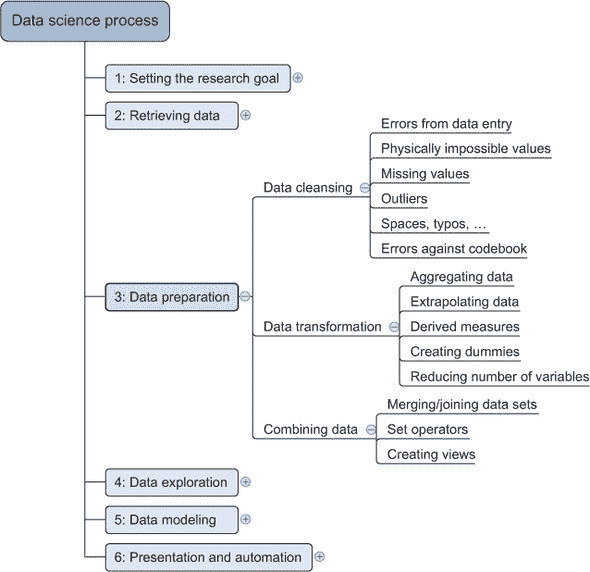 Data science process
1: Setting the research goal
2: Retrieving data
Errors from data entry
Physically impossible values
Data cleansing
Missing values
Outliers
Spaces, typos, …
Errors against codebook
3: Data preparation
Aggregating data
Extrapolating data
Data transformation
Derived measures
Creating dummies
Reducing number of variables
Merging/joining data sets
Combining data
Set operators
Creating views
4: Data exploration
5: Data modeling
6: Presentation and automation